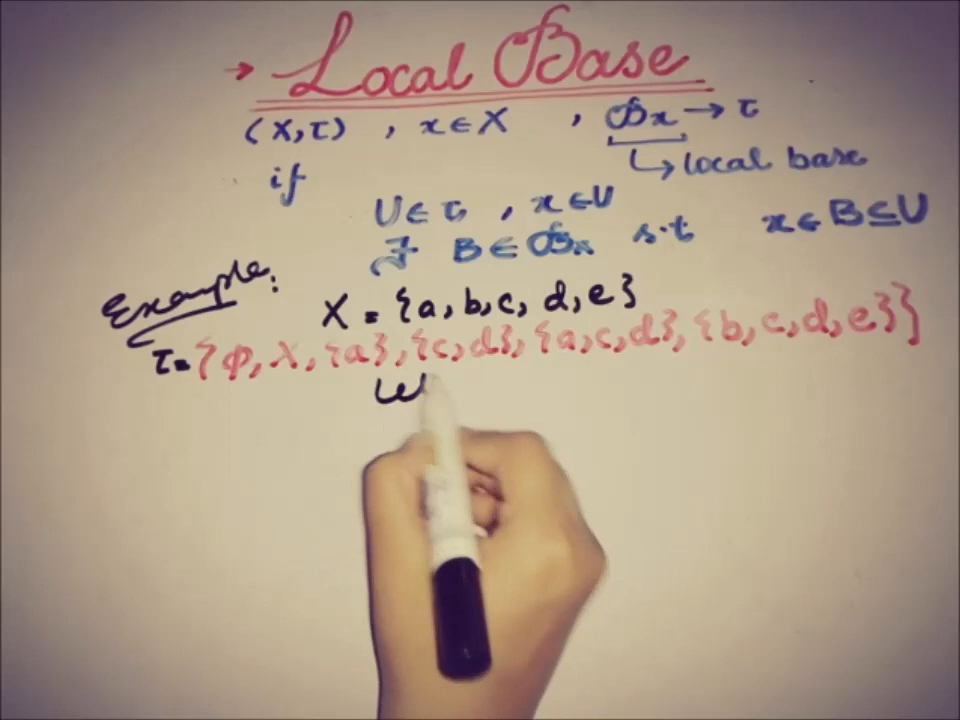 → Local Base
(X,τ) , x∈X , ℬx → τ
↳ local base
if
U∈τ , x∈U
∃ B∈ℬx s.t x∈B⊆U
Example:
X = {a, b, c, d, e}
τ = {φ, X, {a}, {c, d}, {a, c, d}, {b, c, d, e}}